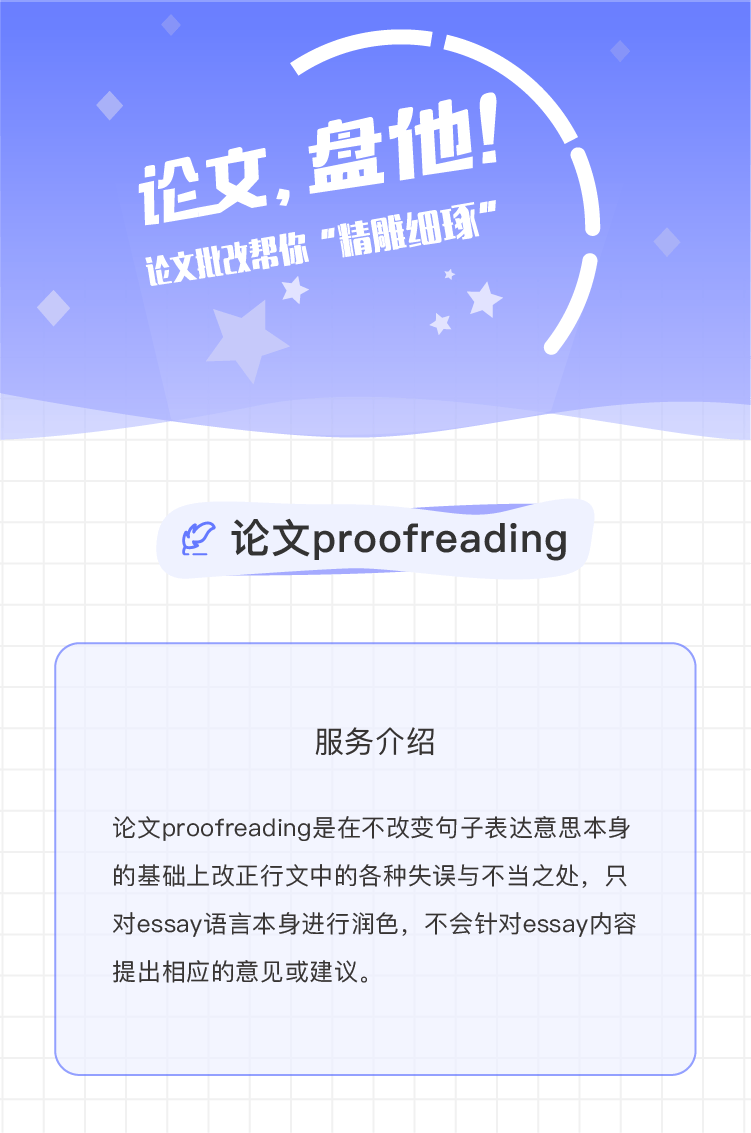 论文，盘他！
论文批改帮你“精雕细琢”
论文proofreading
服务介绍
论文proofreading是在不改变句子表达意思本身
的基础上改正行文中的各种失误与不当之处，只
对essay语言本身进行润色，不会针对essay内容
提出相应的意见或建议。